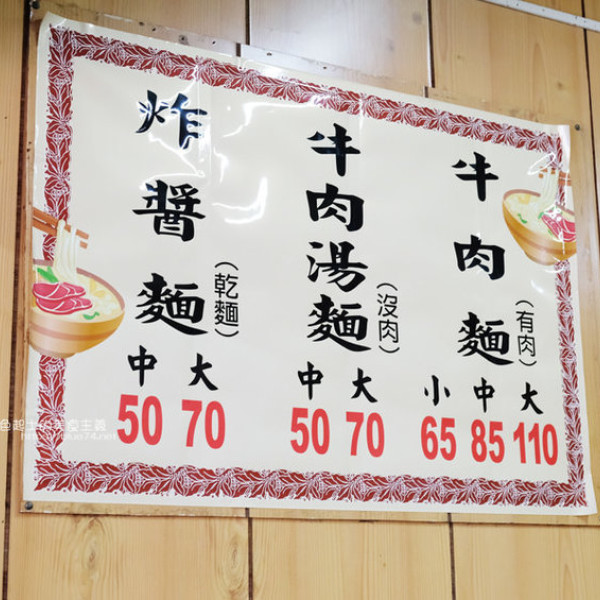 牛肉麵(有肉)
小 中 大
65 85 110
牛肉湯麵(沒肉)
中 大
50 70
炸醬麵(乾麵)
中 大
50 70